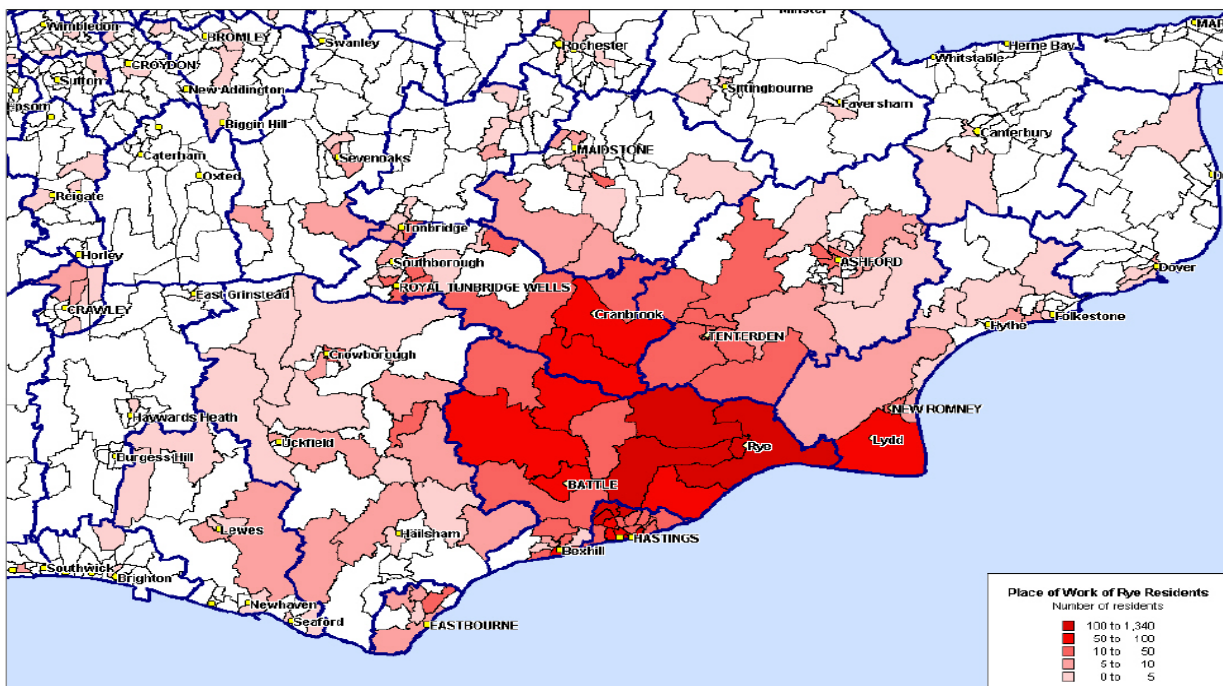 Wimbledon
BROMLEY
Swanley
Minster
Rochester
Herne Bay
Whitstable
CROYDON
Sutton
New Addington
Sittingbourne
Faversham
Epsom
Biggin Hill
Canterbury
Caterham
Sevenoaks
MAIDSTONE
Oxted
Reigate
Tonbridge
Horley
Southborough
ASHFORD
Dover
ROYAL TUNBRIDGE WELLS
East Grinstead
CRAWLEY
Cranbrook
Folkestone
Hythe
TENTERDEN
Crowborough
Haywards Heath
NEW ROMNEY
Uckfield
Rye
Lydd
Burgess Hill
BATTLE
Lewes
Hailsham
HASTINGS
Bexhill
Southwick
Brighton
Newhaven
Seaford
EASTBOURNE
Place of Work of Rye Residents
Number of residents
100 to 1,340
50 to 100
10 to 50
5 to 10
0 to 5